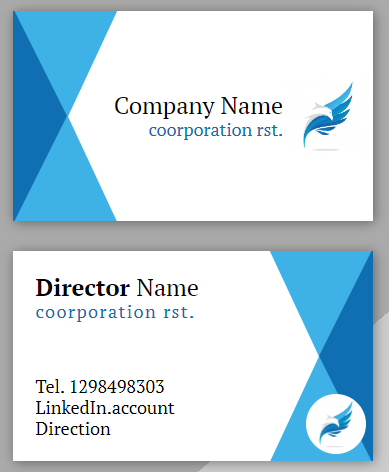 Company Name
coorporation rst.
Director Name
coorporation rst.
Tel. 1298498303
LinkedIn.account
Direction